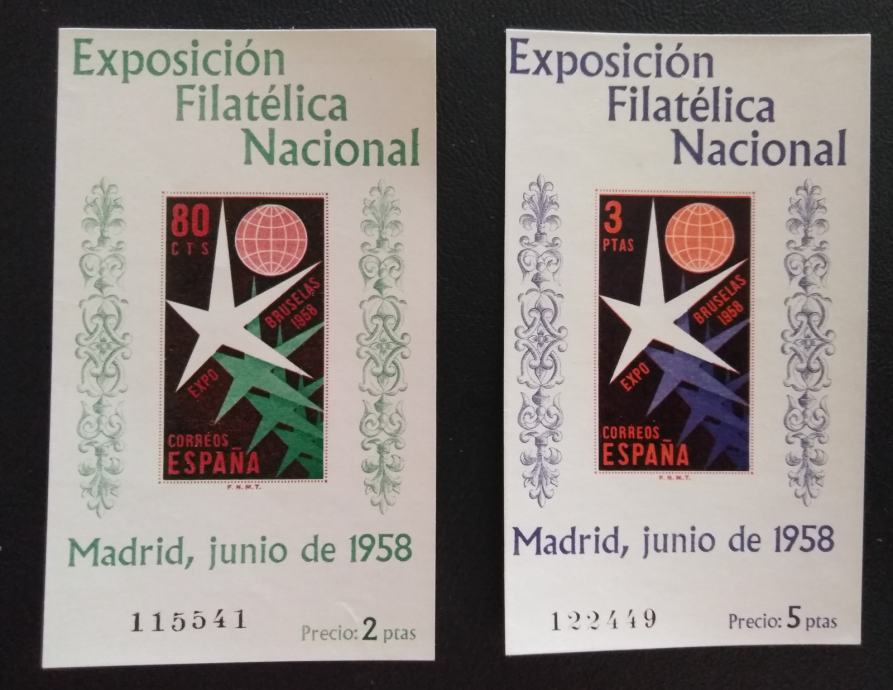 Exposición
Filatélica
Nacional
80
CTS
BRUSELAS
1958
EXPO
CORREOS
ESPAÑA
F.N.M.T.
Madrid, junio de 1958
115541
Precio: 2 ptas
Exposición
Filatélica
Nacional
3
PTAS
BRUSELAS
1958
EXPO
CORREOS
ESPAÑA
F.N.M.T.
Madrid, junio de 1958
122449
Precio: 5 ptas